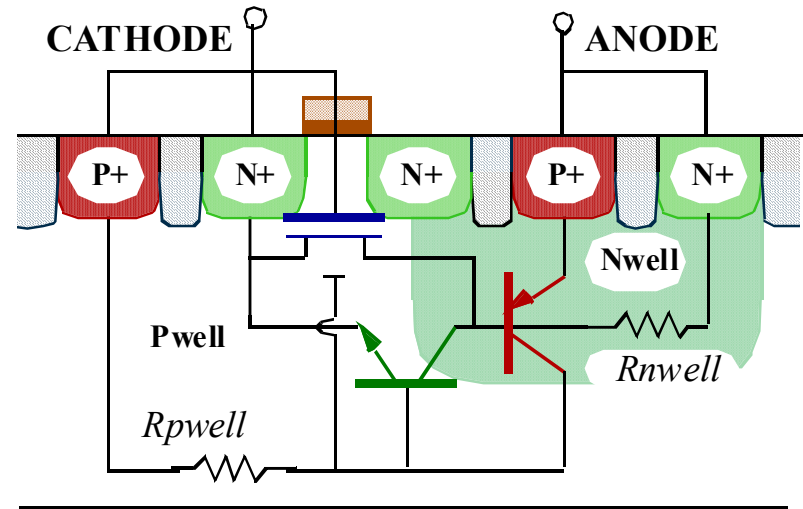 CATHODE
ANODE
P+
N+
N+
P+
N+
Nwell
Pwell
Rnwell
Rpwell